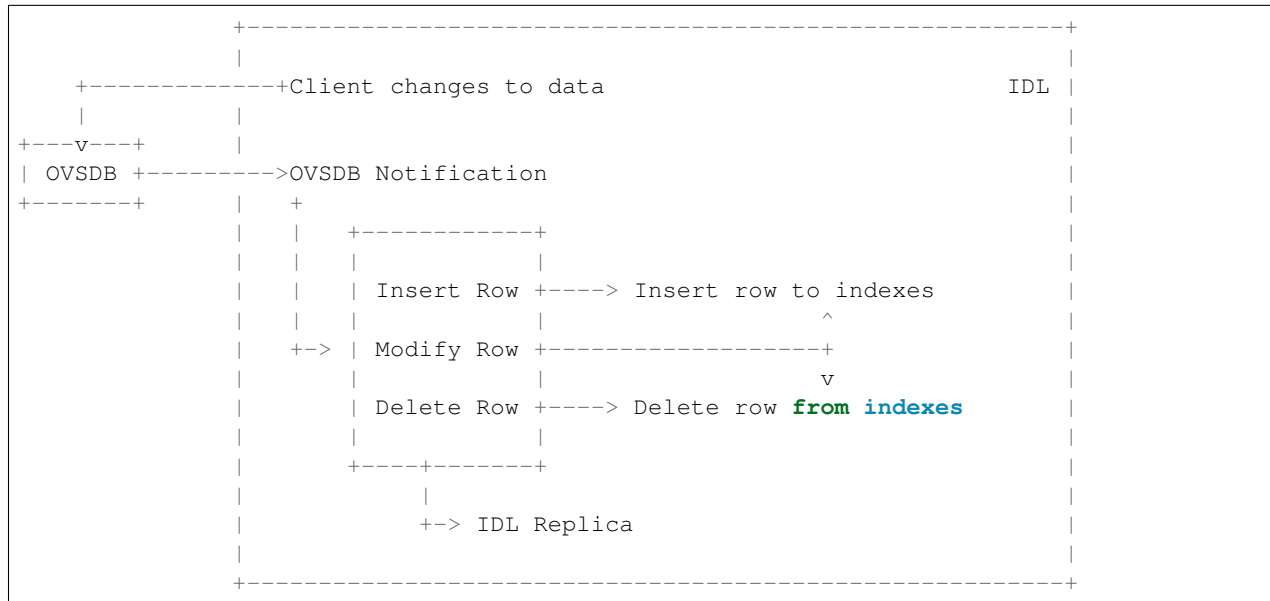 Client changes to data IDL
v
OVSDB OVSDB Notification
Insert Row Insert row to indexes
^
Modify Row
v
Delete Row Delete row from indexes
IDL Replica